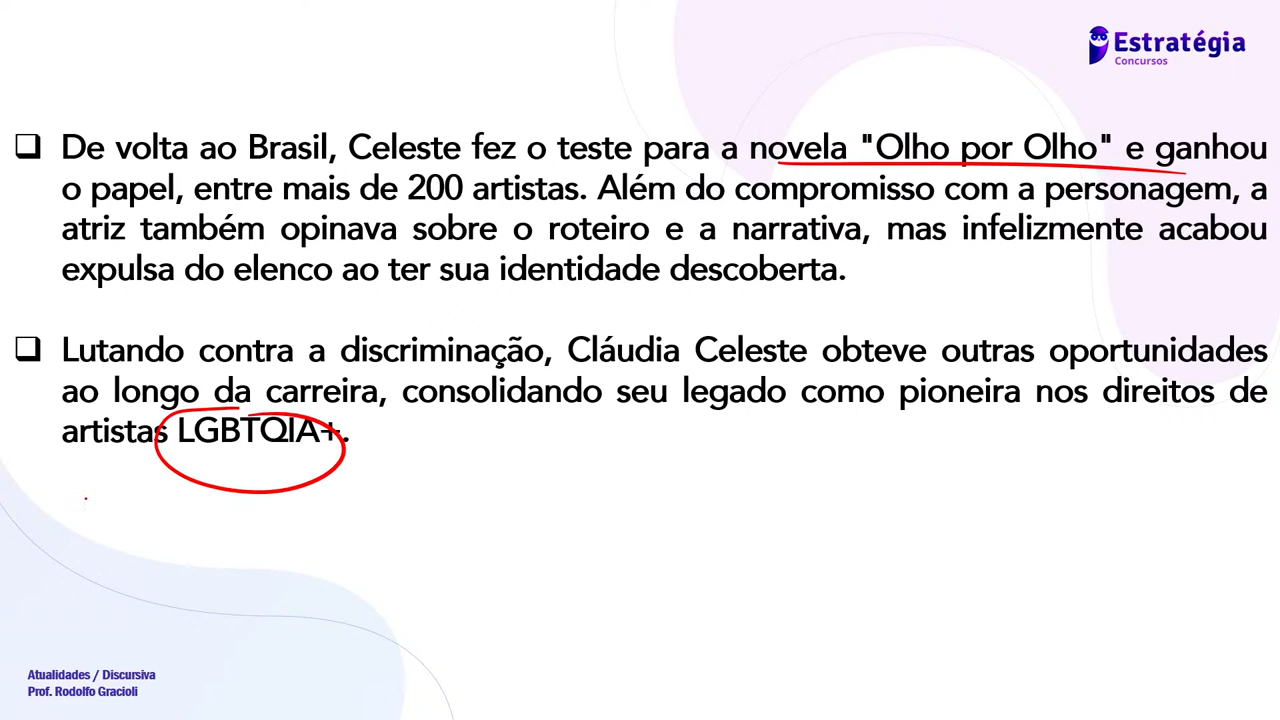 Estratégia
Concursos
❑ De volta ao Brasil, Celeste fez o teste para a novela "Olho por Olho" e ganhou
o papel, entre mais de 200 artistas. Além do compromisso com a personagem, a
atriz também opinava sobre o roteiro e a narrativa, mas infelizmente acabou
expulsa do elenco ao ter sua identidade descoberta.
❑ Lutando contra a discriminação, Cláudia Celeste obteve outras oportunidades
ao longo da carreira, consolidando seu legado como pioneira nos direitos de
artistas LGBTQIA+.
Atualidades / Discursiva
Prof. Rodolfo Gracioli